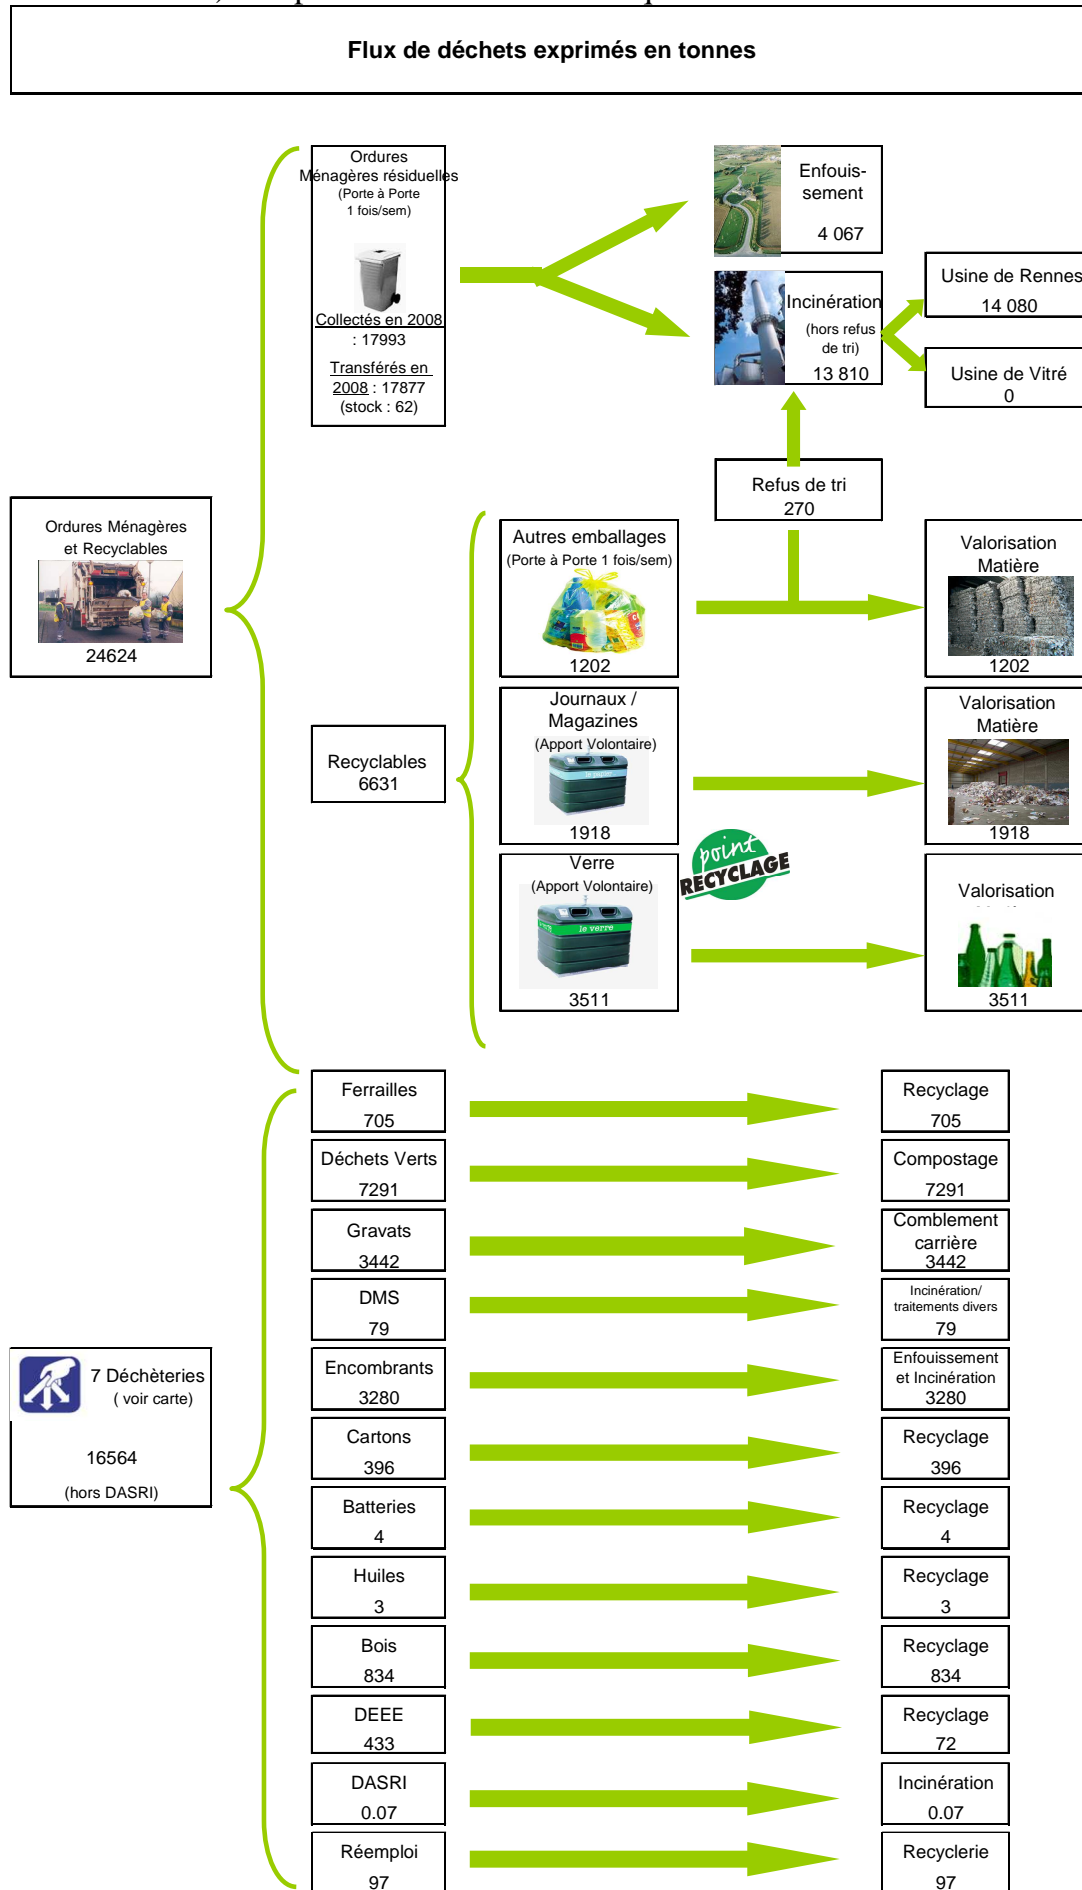 Flux de déchets exprimés en tonnes
Ordures
Ménagères résiduelles
(Porte à Porte
1 fois/sem)
Collectés en 2008
: 17993
Transférés en
2008 : 17877
(stock : 62)
Enfouis-
sement
4 067
Incinération
(hors refus
de tri)
13 810
Usine de Rennes
14 080
Usine de Vitré
0
Refus de tri
270
Ordures Ménagères
et Recyclables
24624
Recyclables
6631
Autres emballages
(Porte à Porte 1 fois/sem)
1202
Valorisation
Matière
1202
Journaux /
Magazines
(Apport Volontaire)
le papier
1918
Valorisation
Matière
1918
point
RECYCLAGE
Verre
(Apport Volontaire)
le verre
3511
Valorisation
3511
7 Déchèteries
( voir carte)
16564
(hors DASRI)
Ferrailles
705
Recyclage
705
Déchets Verts
7291
Compostage
7291
Gravats
3442
Comblement
carrière
3442
DMS
79
Incinération/
traitements divers
79
Encombrants
3280
Enfouissement
et Incinération
3280
Cartons
396
Recyclage
396
Batteries
4
Recyclage
4
Huiles
3
Recyclage
3
Bois
834
Recyclage
834
DEEE
433
Recyclage
72
DASRI
0.07
Incinération
0.07
Réemploi
97
Recyclerie
97